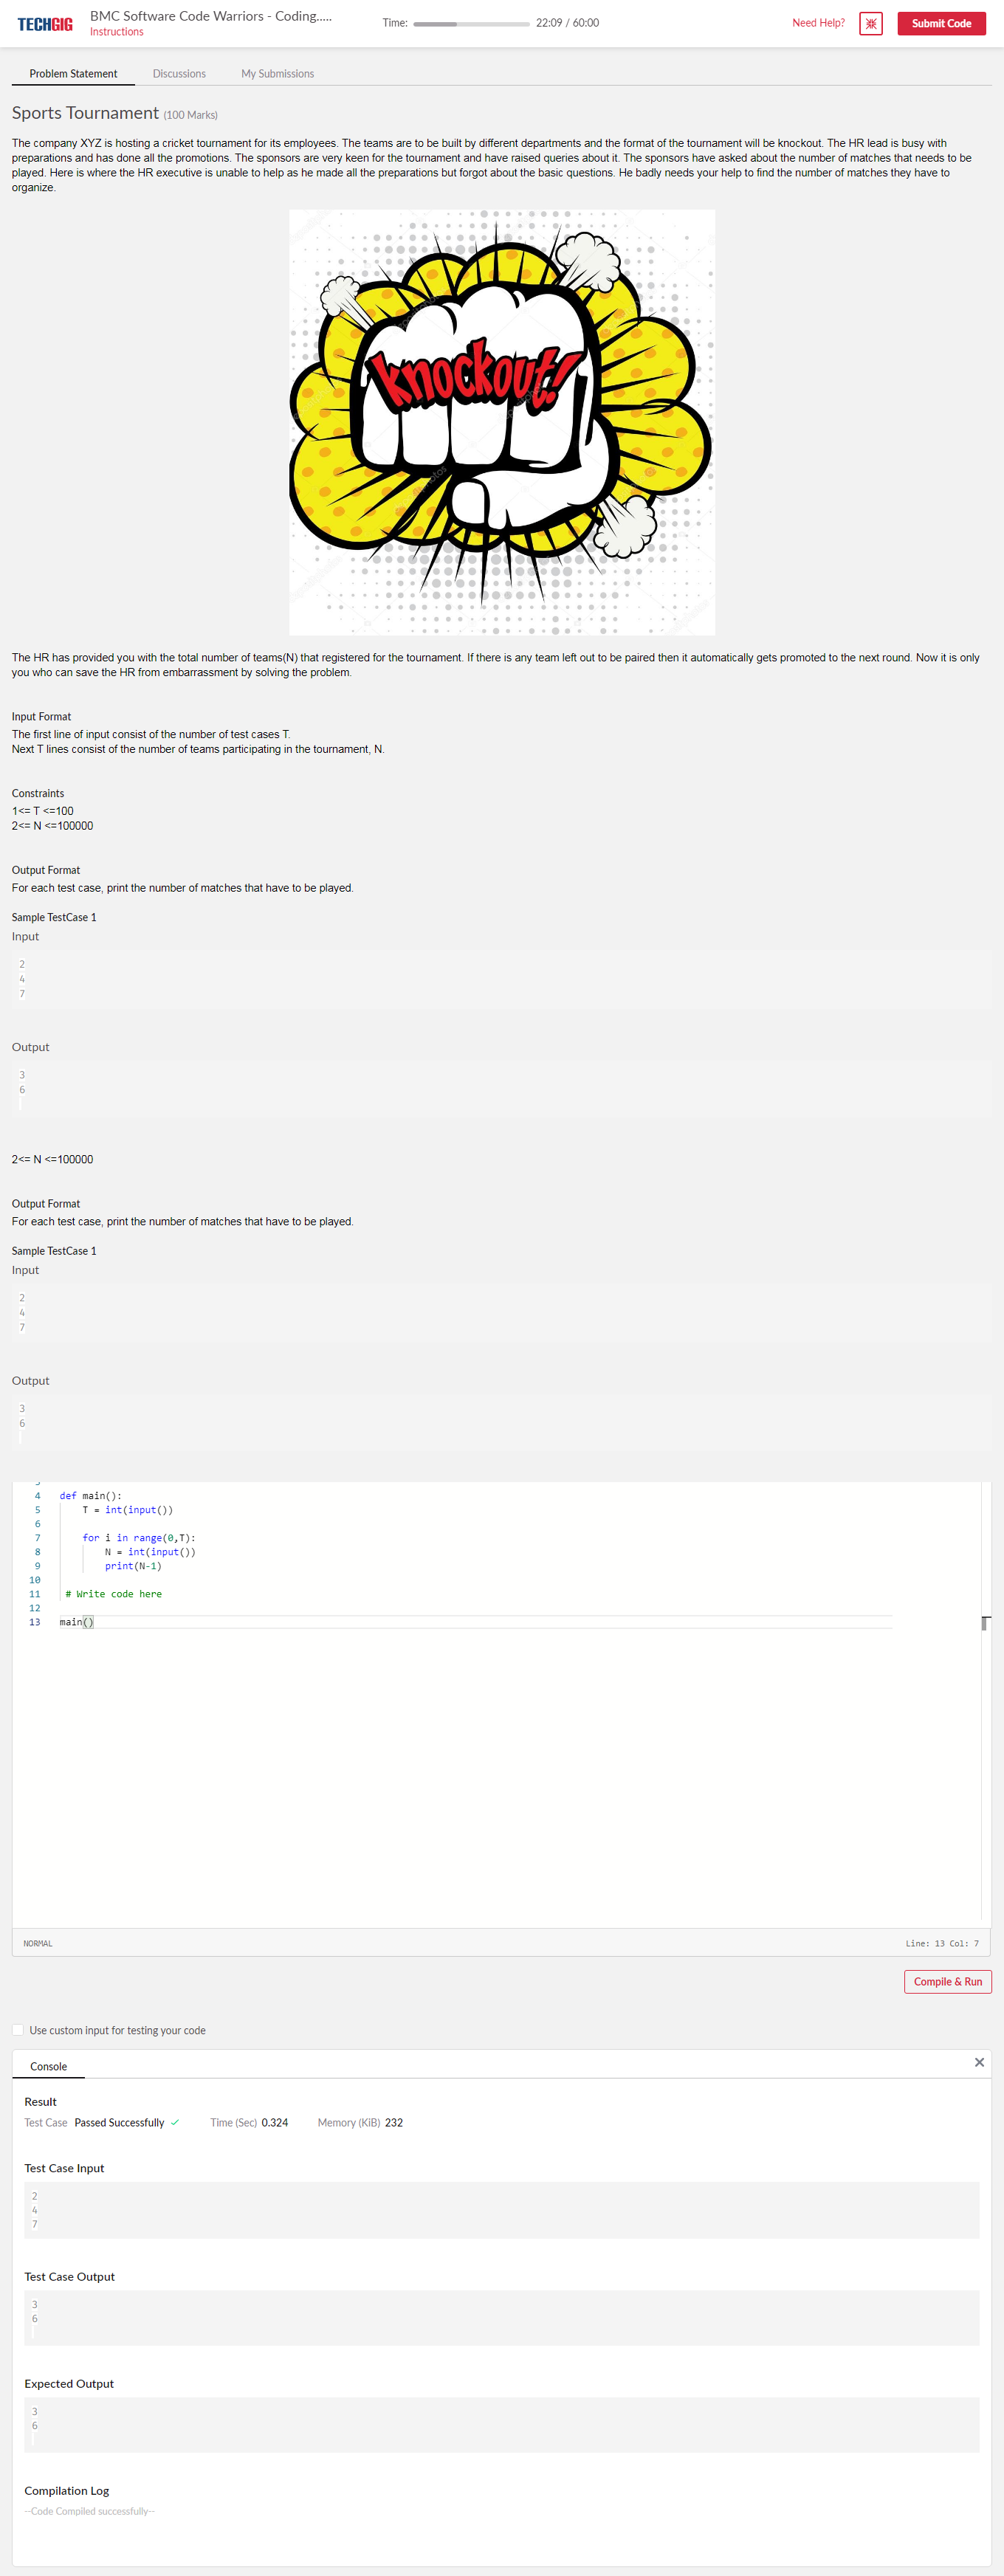 TECHGIG
BMC Software Code Warriors - Coding.....
Instructions
Time: 22:09 / 60:00
Need Help?
Submit Code
Problem Statement Discussions My Submissions
Sports Tournament (100 Marks)
The company XYZ is hosting a cricket tournament for its employees. The teams are to be built by different departments and the format of the tournament will be knockout. The HR lead is busy with
preparations and has done all the promotions. The sponsors are very keen for the tournament and have raised queries about it. The sponsors have asked about the number of matches that needs to be
played. Here is where the HR executive is unable to help as he made all the preparations but forgot about the basic questions. He badly needs your help to find the number of matches they have to
organize.
knockout!
The HR has provided you with the total number of teams(N) that registered for the tournament. If there is any team left out to be paired then it automatically gets promoted to the next round. Now it is only
you who can save the HR from embarrassment by solving the problem.
Input Format
The first line of input consist of the number of test cases T.
Next T lines consist of the number of teams participating in the tournament, N.
Constraints
1<= T <=100
2<= N <=100000
Output Format
For each test case, print the number of matches that have to be played.
Sample TestCase 1
Input
2
4
7
Output
3
6
2<= N <=100000
Output Format
For each test case, print the number of matches that have to be played.
Sample TestCase 1
Input
2
4
7
Output
3
6
4 def main():
5 T = int(input())
6
7 for i in range(0,T):
8 N = int(input())
9 print(N-1)
10
11 # Write code here
12
13 main()
NORMAL Line: 13 Col: 7
Compile & Run
Use custom input for testing your code
Console
Result
Test Case Passed Successfully Time (Sec) 0.324 Memory (KiB) 232
Test Case Input
2
4
7
Test Case Output
3
6
Expected Output
3
6
Compilation Log
--Code Compiled successfully--